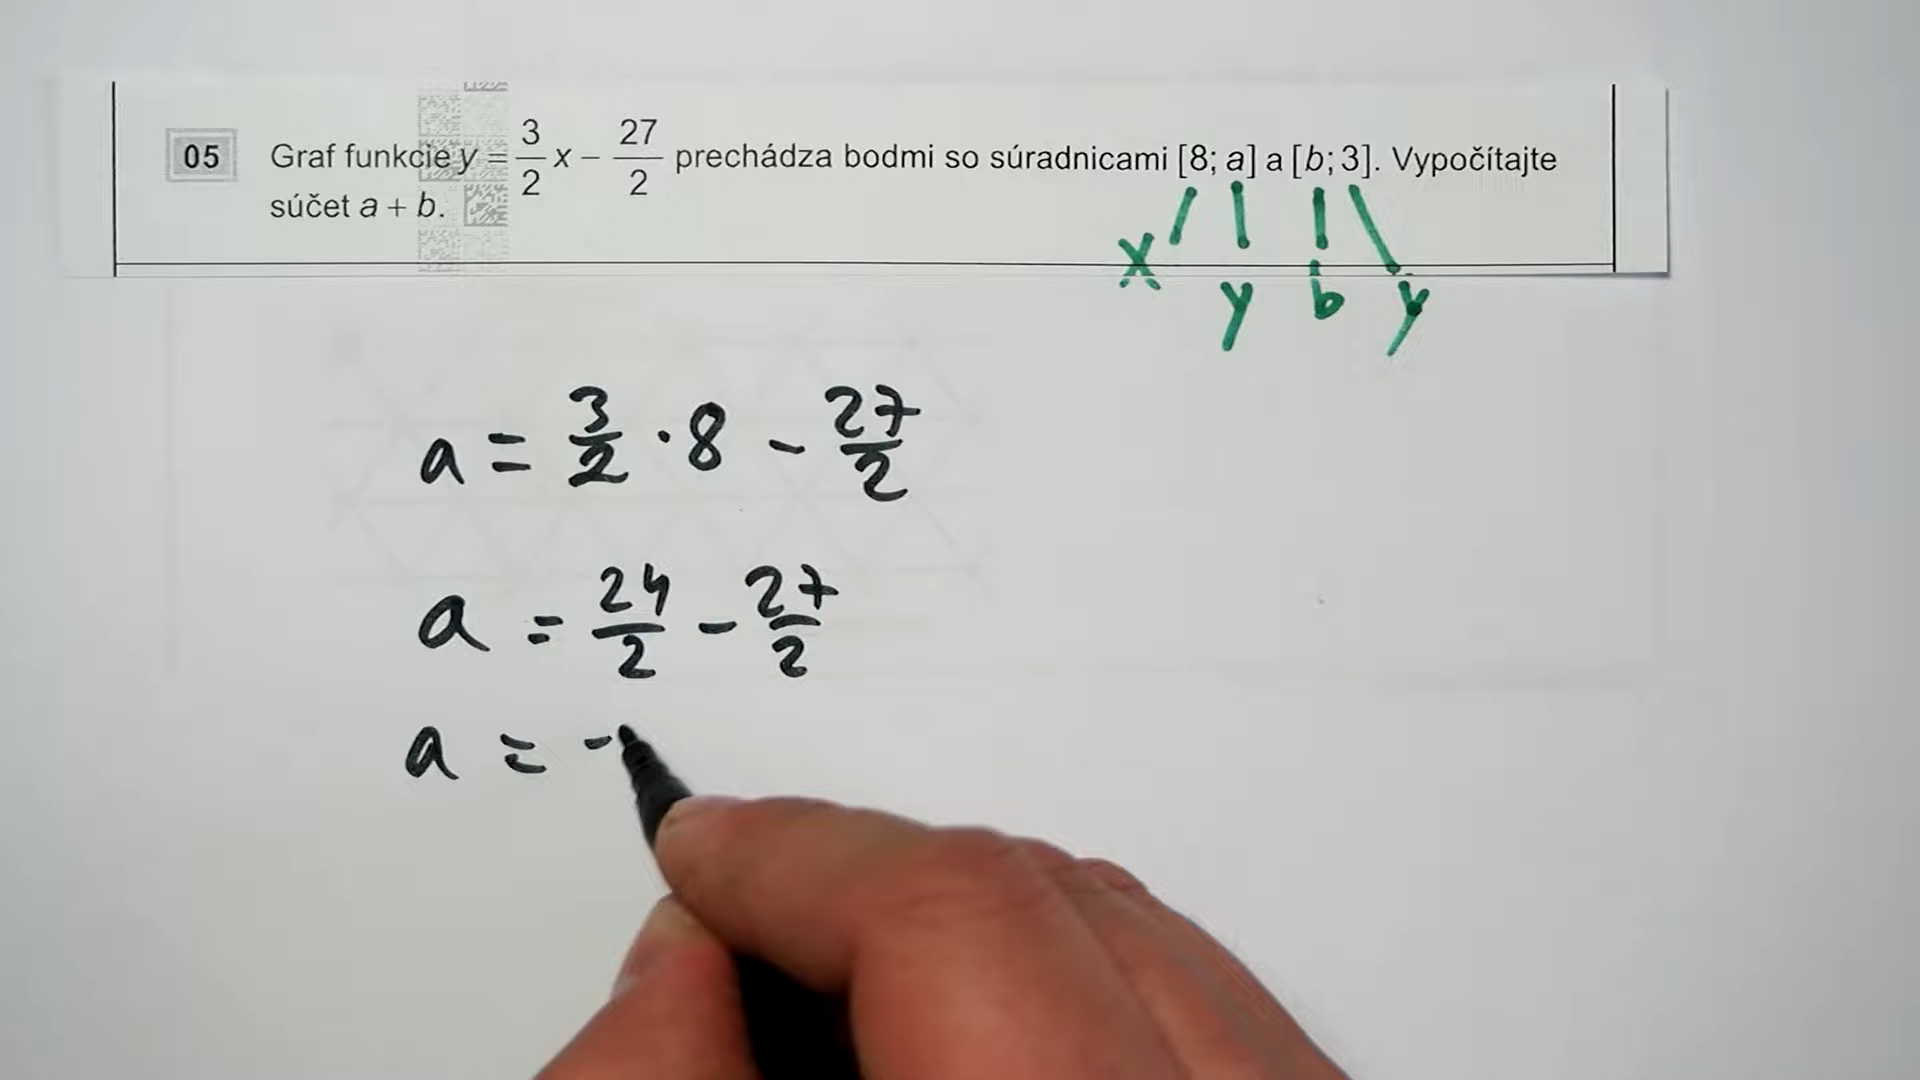 05 Graf funkcie y = 3/2 x − 27/2 prechádza bodmi so súradnicami [8; a] a [b; 3]. Vypočítajte
súčet a + b.
x y b y
a = 3/2 · 8 − 27/2
a = 24/2 − 27/2
a = −